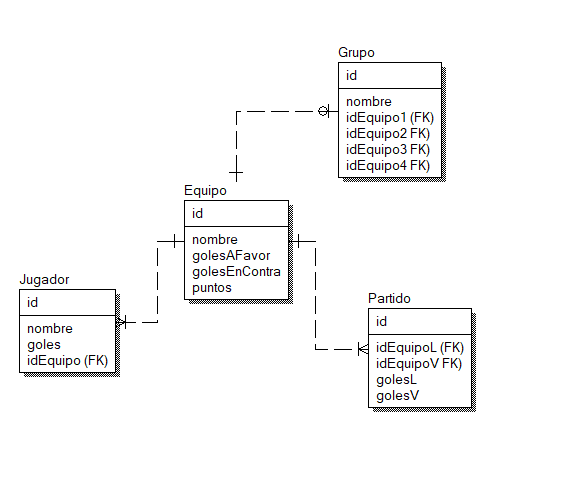 Grupo
id
nombre
idEquipo1 (FK)
idEquipo2 FK)
idEquipo3 FK)
idEquipo4 FK)
Equipo
id
nombre
golesAFavor
golesEnContra
puntos
Jugador
id
nombre
goles
idEquipo (FK)
Partido
id
idEquipoL (FK)
idEquipoV FK)
golesL
golesV